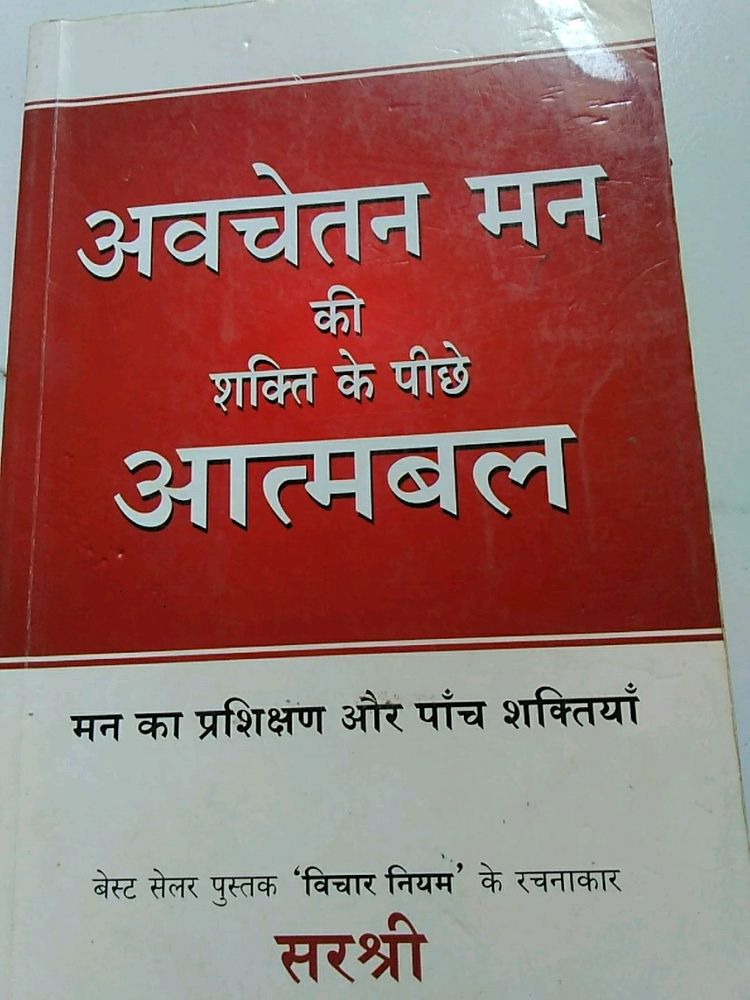 अवचेतन मन
की
शक्ति के पीछे
आत्मबल
मन का प्रशिक्षण और पाँच शक्तियाँ
बेस्ट सेलर पुस्तक 'विचार नियम' के रचनाकार
सरश्री